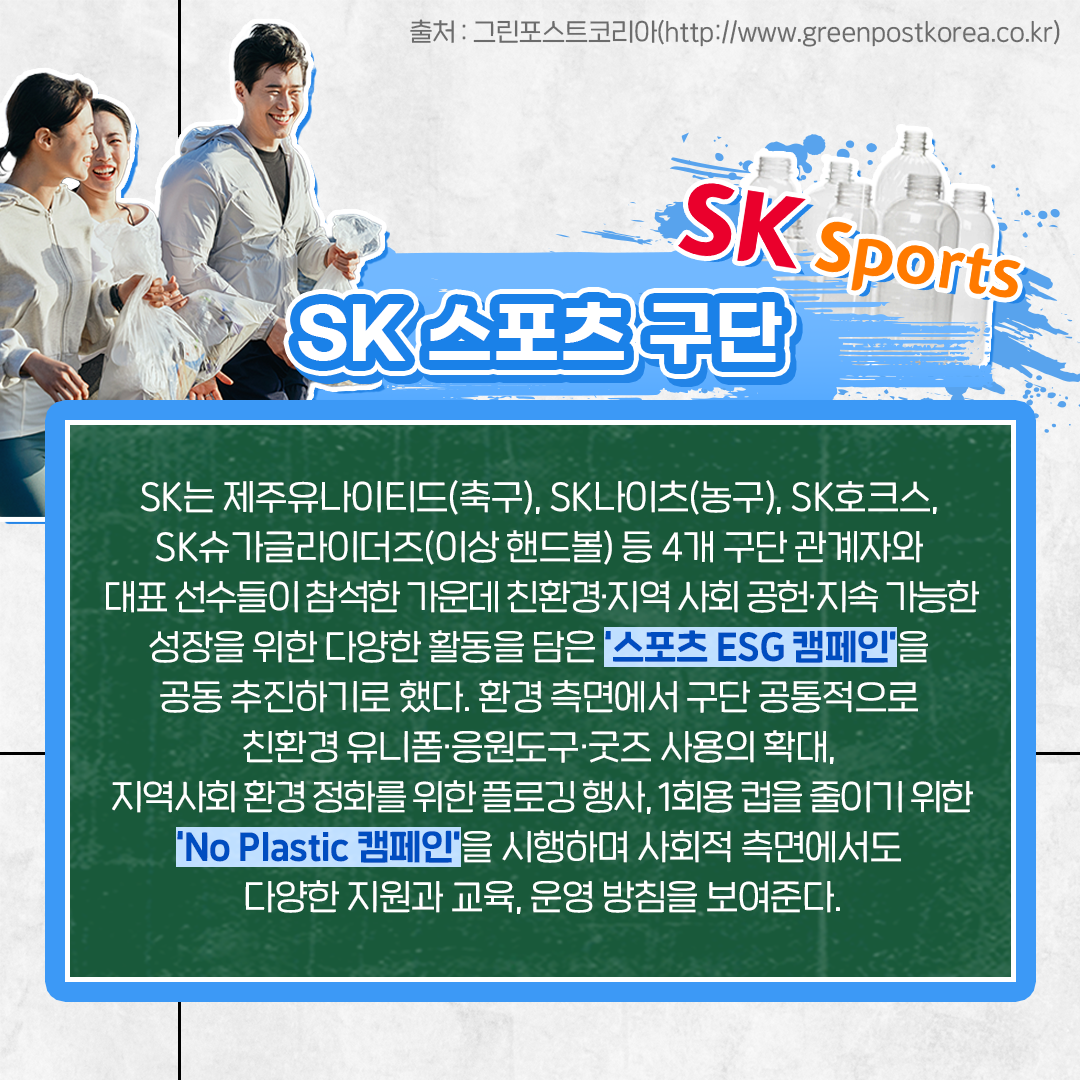 출처 : 그린포스트코리아(http://www.greenpostkorea.co.kr)
SK Sports
SK 스포츠 구단
SK는 제주유나이티드(축구), SK나이츠(농구), SK호크스,
SK슈가글라이더즈(이상 핸드볼) 등 4개 구단 관계자와
대표 선수들이 참석한 가운데 친환경·지역 사회 공헌·지속 가능한
성장을 위한 다양한 활동을 담은 '스포츠 ESG 캠페인'을
공동 추진하기로 했다. 환경 측면에서 구단 공통적으로
친환경 유니폼·응원도구·굿즈 사용의 확대,
지역사회 환경 정화를 위한 플로깅 행사, 1회용 컵을 줄이기 위한
'No Plastic 캠페인'을 시행하며 사회적 측면에서도
다양한 지원과 교육, 운영 방침을 보여준다.